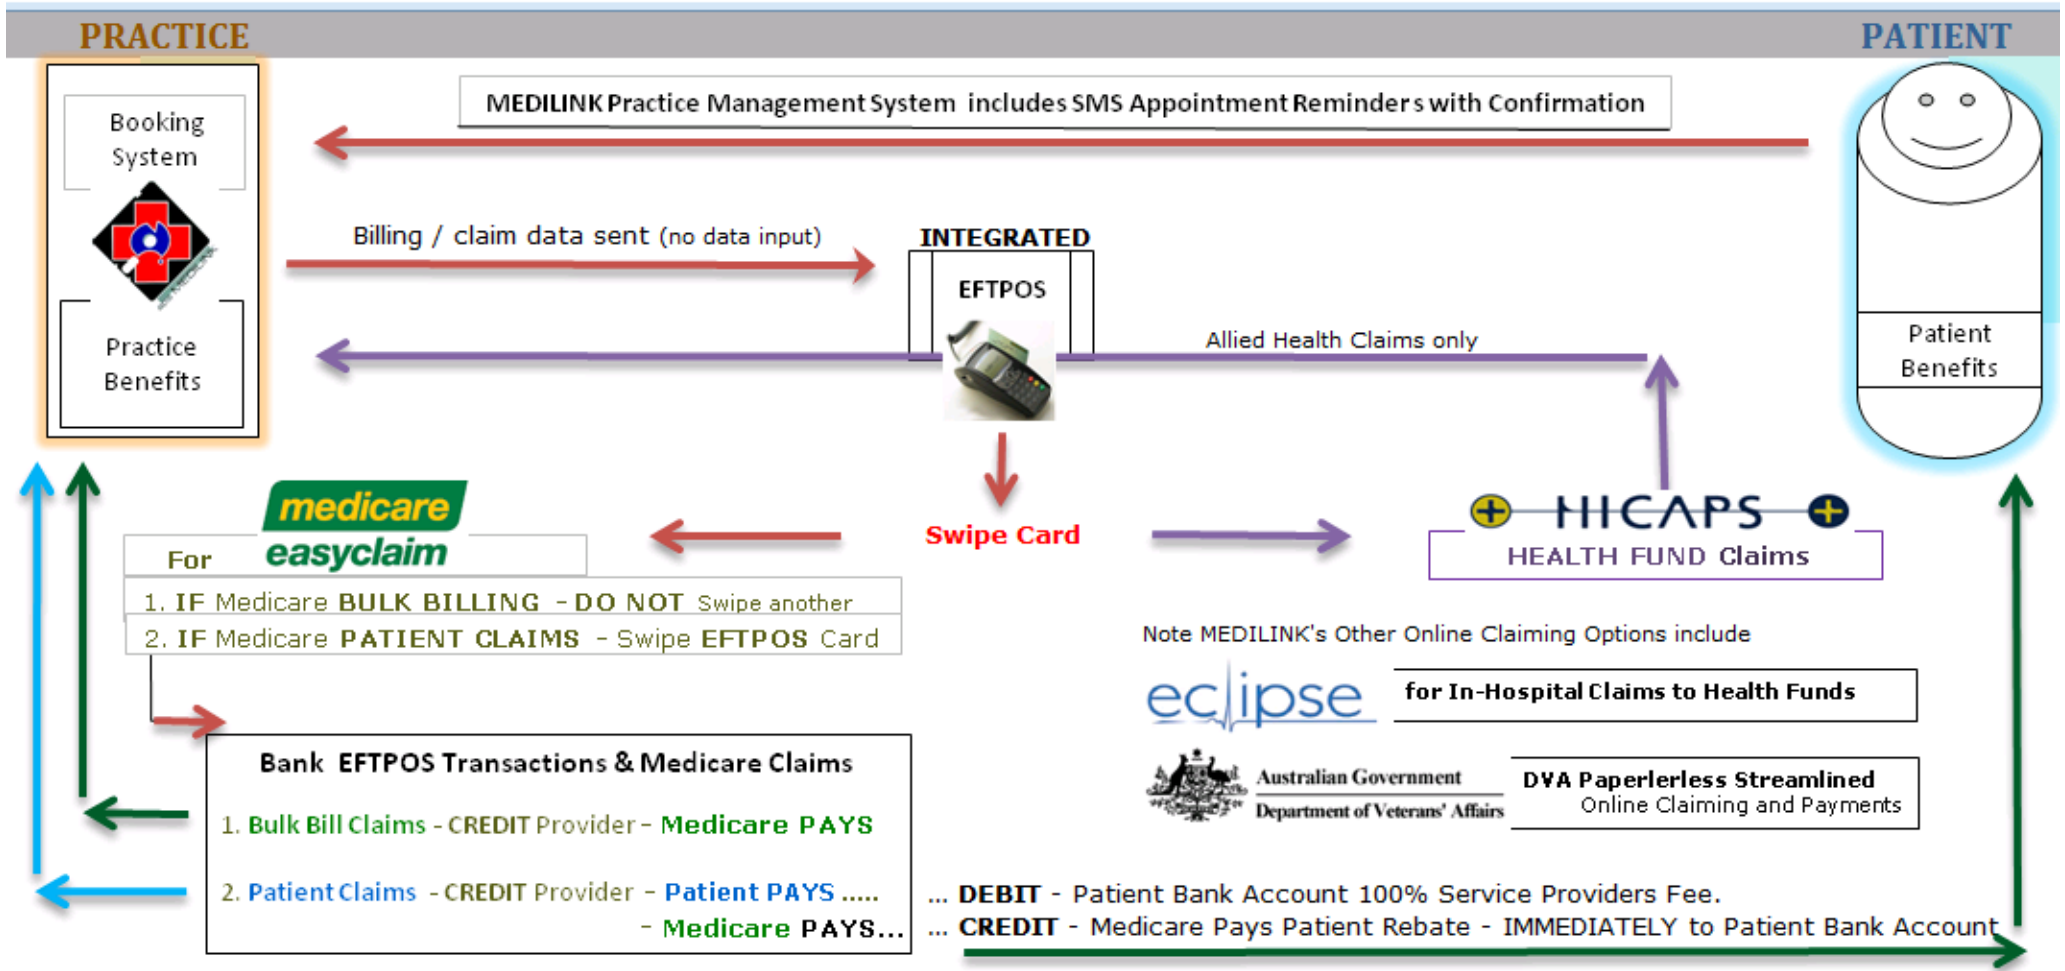 PRACTICE
PATIENT
MEDILINK Practice Management System includes SMS Appointment Reminders with Confirmation
Booking
System
MEDILINK
Billing / claim data sent (no data input)
INTEGRATED
EFTPOS
Practice
Benefits
Allied Health Claims only
Patient
Benefits
medicare
easyclaim
For
Swipe Card
HICAPS
HEALTH FUND Claims
1. IF Medicare BULK BILLING - DO NOT Swipe another
2. IF Medicare PATIENT CLAIMS - Swipe EFTPOS Card
Note MEDILINK's Other Online Claiming Options include
eclipse
for In-Hospital Claims to Health Funds
Australian Government
Department of Veterans' Affairs
DVA Paperlerless Streamlined
Online Claiming and Payments
Bank EFTPOS Transactions & Medicare Claims
1. Bulk Bill Claims - CREDIT Provider - Medicare PAYS
2. Patient Claims - CREDIT Provider - Patient PAYS .....
- Medicare PAYS...
... DEBIT - Patient Bank Account 100% Service Providers Fee.
... CREDIT - Medicare Pays Patient Rebate - IMMEDIATELY to Patient Bank Account